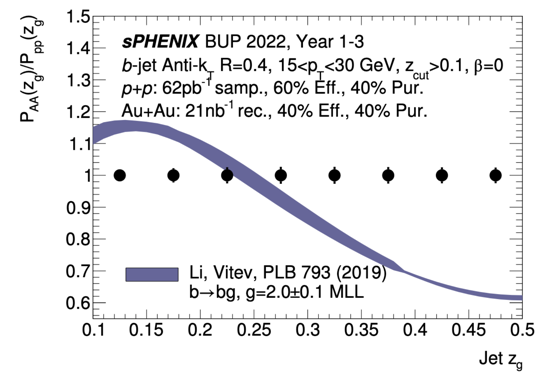 sPHENIX BUP 2022, Year 1-3
b-jet Anti-kT R=0.4, 15<pT<30 GeV, zcut>0.1, β=0
p+p: 62pb-1 samp., 60% Eff., 40% Pur.
Au+Au: 21nb-1 rec., 40% Eff., 40% Pur.
PAA(zg)/Ppp(zg)
1.5
1.4
1.3
1.2
1.1
1
0.9
0.8
0.7
0.6
Li, Vitev, PLB 793 (2019)
b→bg, g=2.0±0.1 MLL
0.1 0.15 0.2 0.25 0.3 0.35 0.4 0.45 0.5
Jet zg